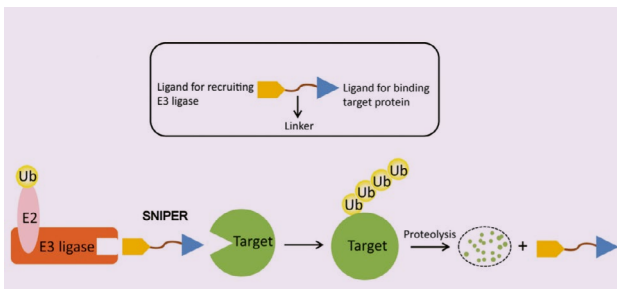 Ligand for recruiting
E3 ligase
Ligand for binding
target protein
Linker
Ub
E2
E3 ligase
SNIPER
Target
Ub
Ub
Ub
Ub
Target
Proteolysis
+